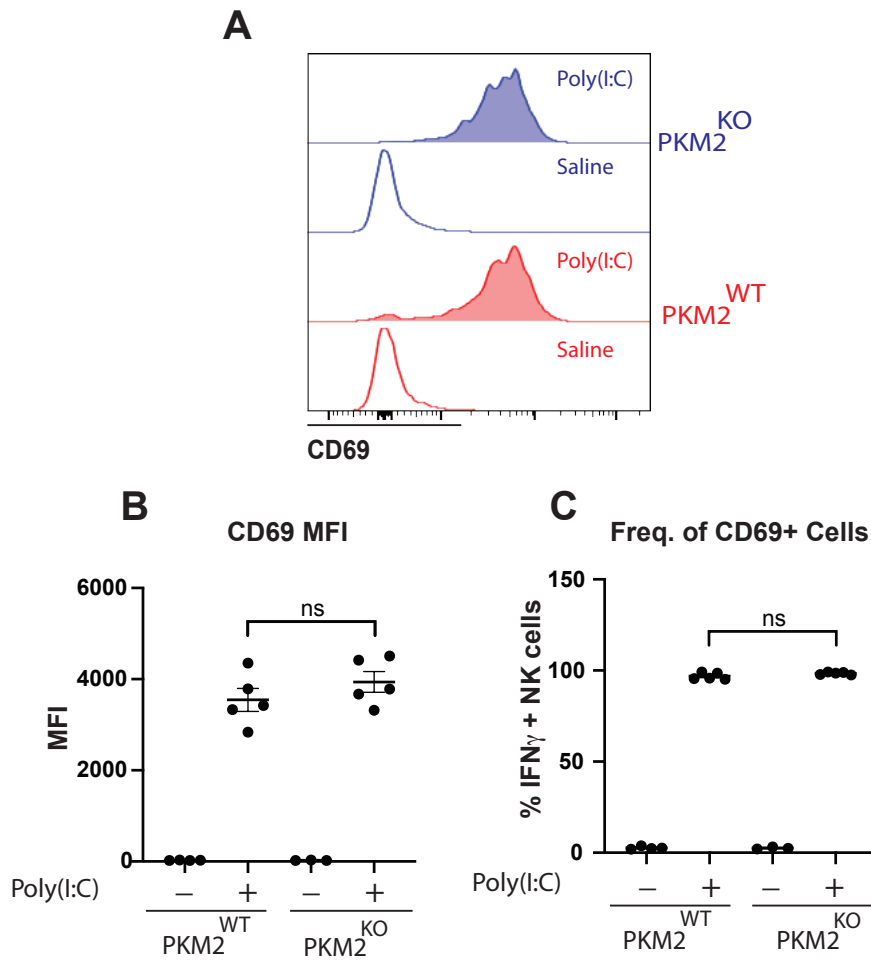 A
Poly(I:C)
PKM2KO
Saline
Poly(I:C)
PKM2WT
Saline
CD69
B
CD69 MFI
6000
ns
4000
MFI
2000
0
Poly(I:C) – + – +
PKM2WT PKM2KO
C
Freq. of CD69+ Cells
150
ns
100
% IFNγ + NK cells
50
0
Poly(I:C) – + – +
PKM2WT PKM2KO